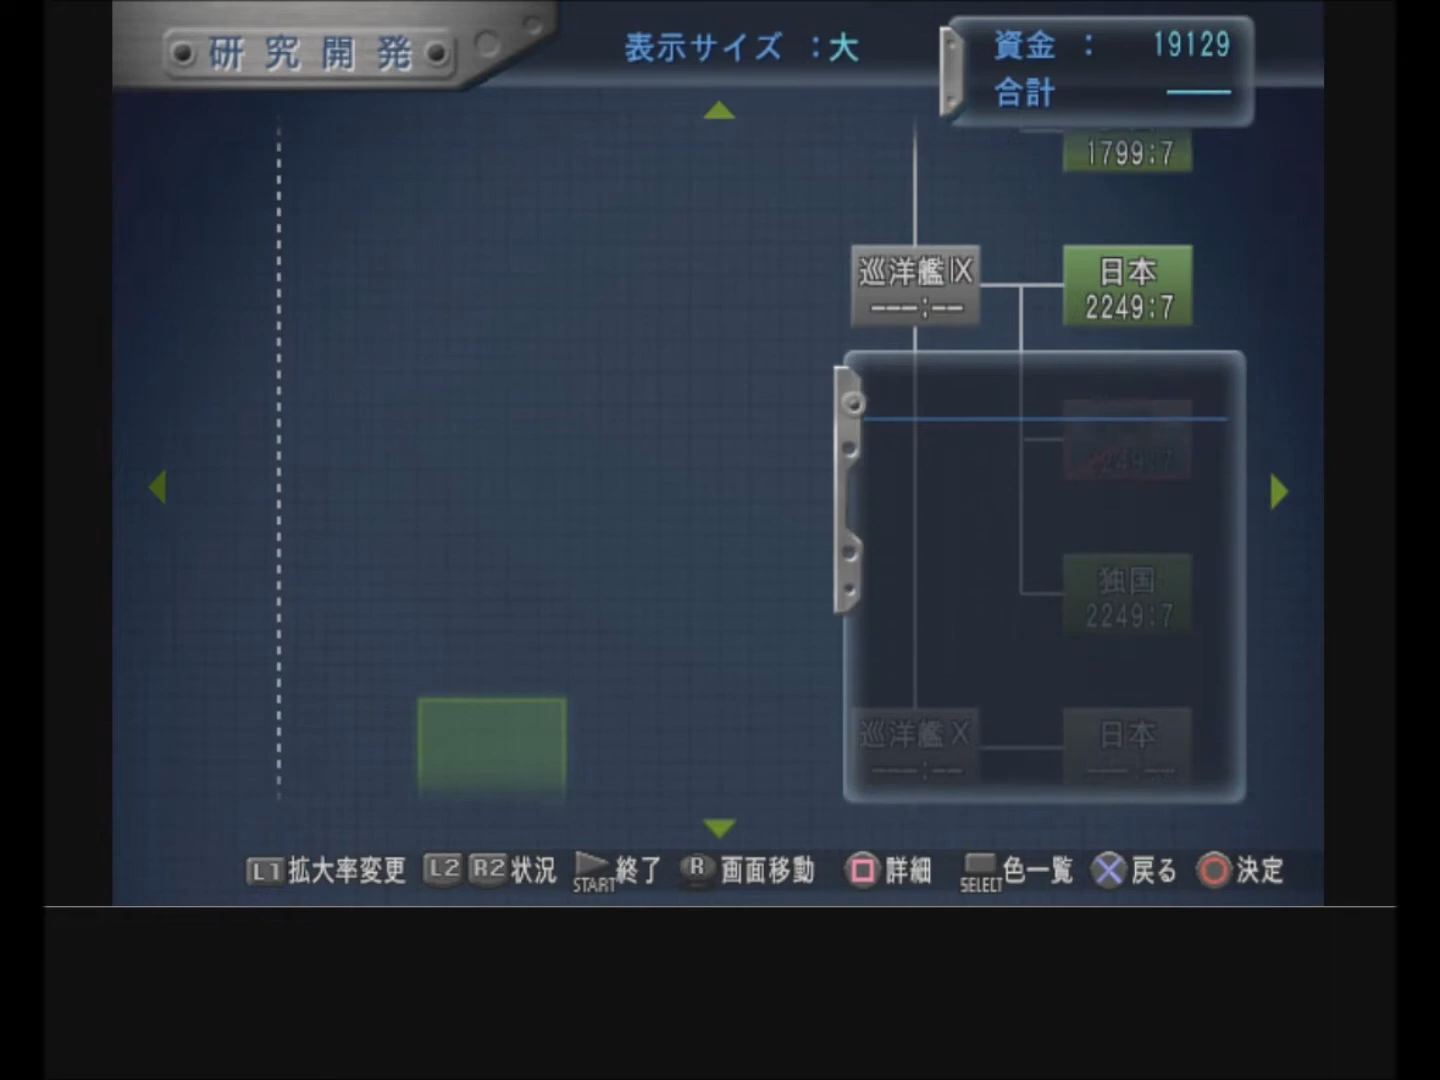 研究開発
表示サイズ :大
資金 : 19129
合計
1799:7
巡洋艦Ⅸ
---:--
日本
2249:7
2249:7
独国
2249:7
巡洋艦Ⅹ
---:--
日本
---:--
L1 拡大率変更 L2 R2 状況 START 終了 R 画面移動 詳細 SELECT 色一覧 戻る 決定